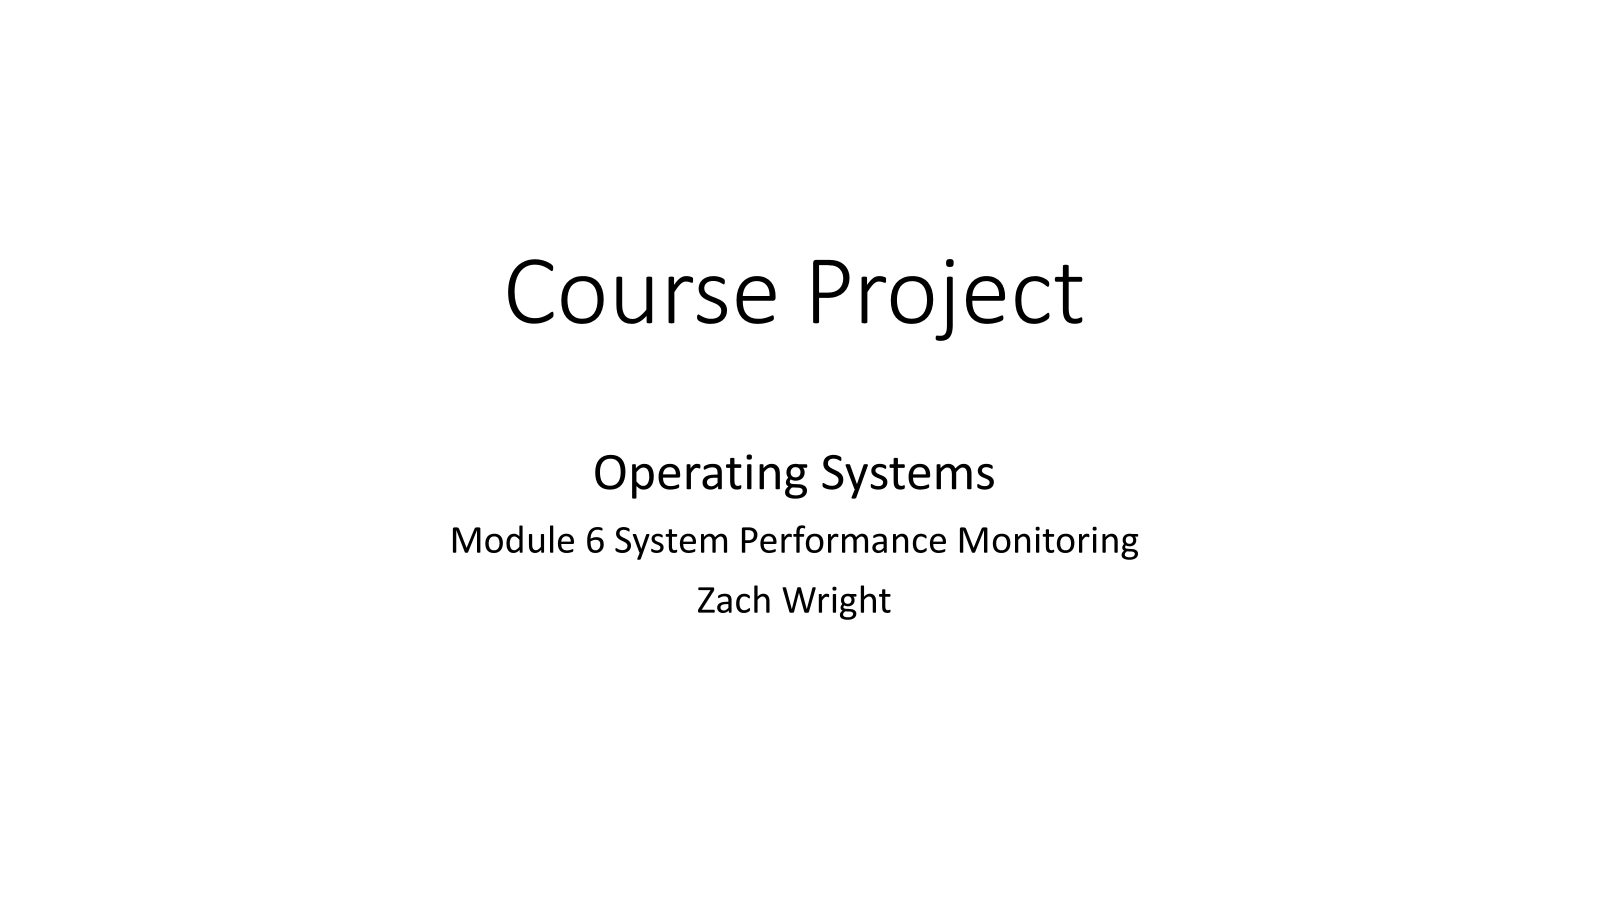 Course Project
Operating Systems
Module 6 System Performance Monitoring
Zach Wright